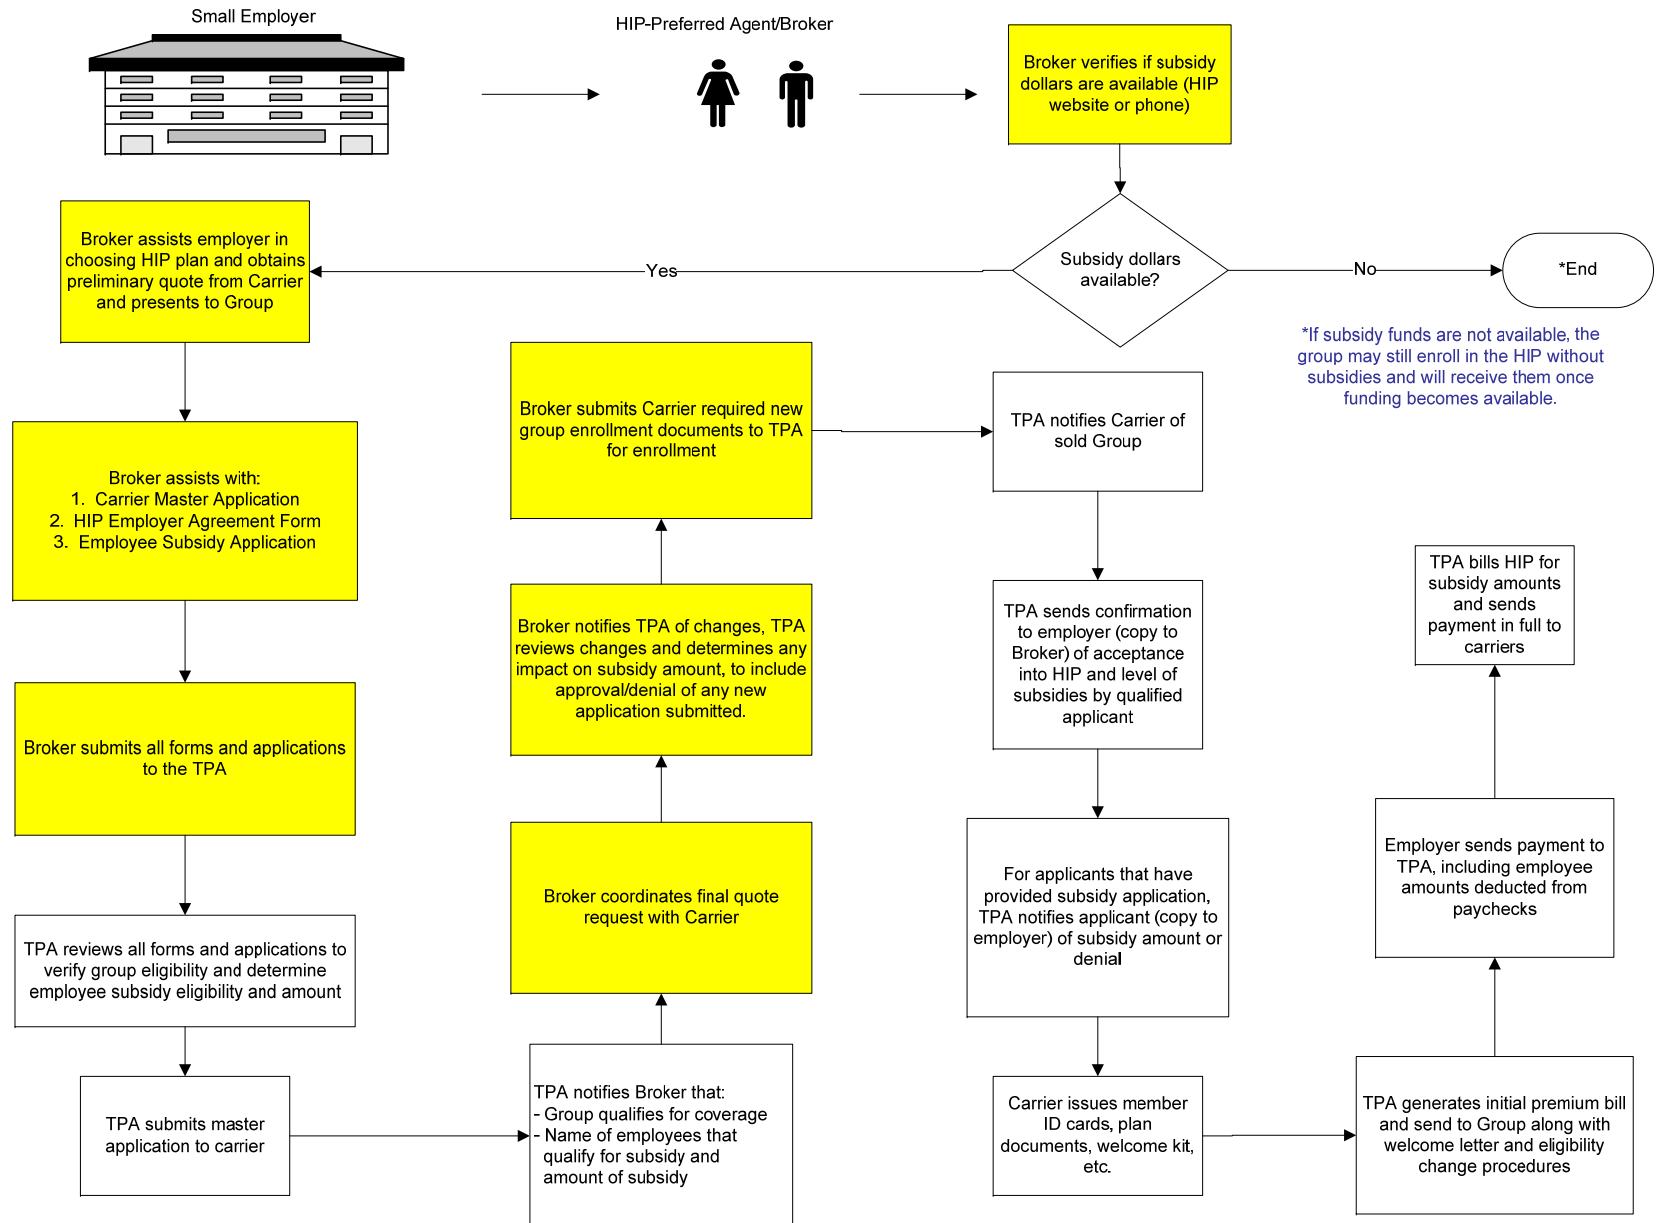 Small Employer
HIP-Preferred Agent/Broker
Broker verifies if subsidy
dollars are available (HIP
website or phone)
Subsidy dollars
available?
Yes
No
*End
*If subsidy funds are not available, the
group may still enroll in the HIP without
subsidies and will receive them once
funding becomes available.
Broker assists employer in
choosing HIP plan and obtains
preliminary quote from Carrier
and presents to Group
Broker assists with:
1. Carrier Master Application
2. HIP Employer Agreement Form
3. Employee Subsidy Application
Broker submits all forms and applications
to the TPA
TPA reviews all forms and applications to
verify group eligibility and determine
employee subsidy eligibility and amount
TPA submits master
application to carrier
TPA notifies Broker that:
- Group qualifies for coverage
- Name of employees that
qualify for subsidy and
amount of subsidy
Broker coordinates final quote
request with Carrier
Broker notifies TPA of changes, TPA
reviews changes and determines any
impact on subsidy amount, to include
approval/denial of any new
application submitted.
Broker submits Carrier required new
group enrollment documents to TPA
for enrollment
TPA notifies Carrier of
sold Group
TPA sends confirmation
to employer (copy to
Broker) of acceptance
into HIP and level of
subsidies by qualified
applicant
For applicants that have
provided subsidy application,
TPA notifies applicant (copy to
employer) of subsidy amount or
denial
Carrier issues member
ID cards, plan
documents, welcome kit,
etc.
TPA generates initial premium bill
and send to Group along with
welcome letter and eligibility
change procedures
Employer sends payment to
TPA, including employee
amounts deducted from
paychecks
TPA bills HIP for
subsidy amounts
and sends
payment in full to
carriers